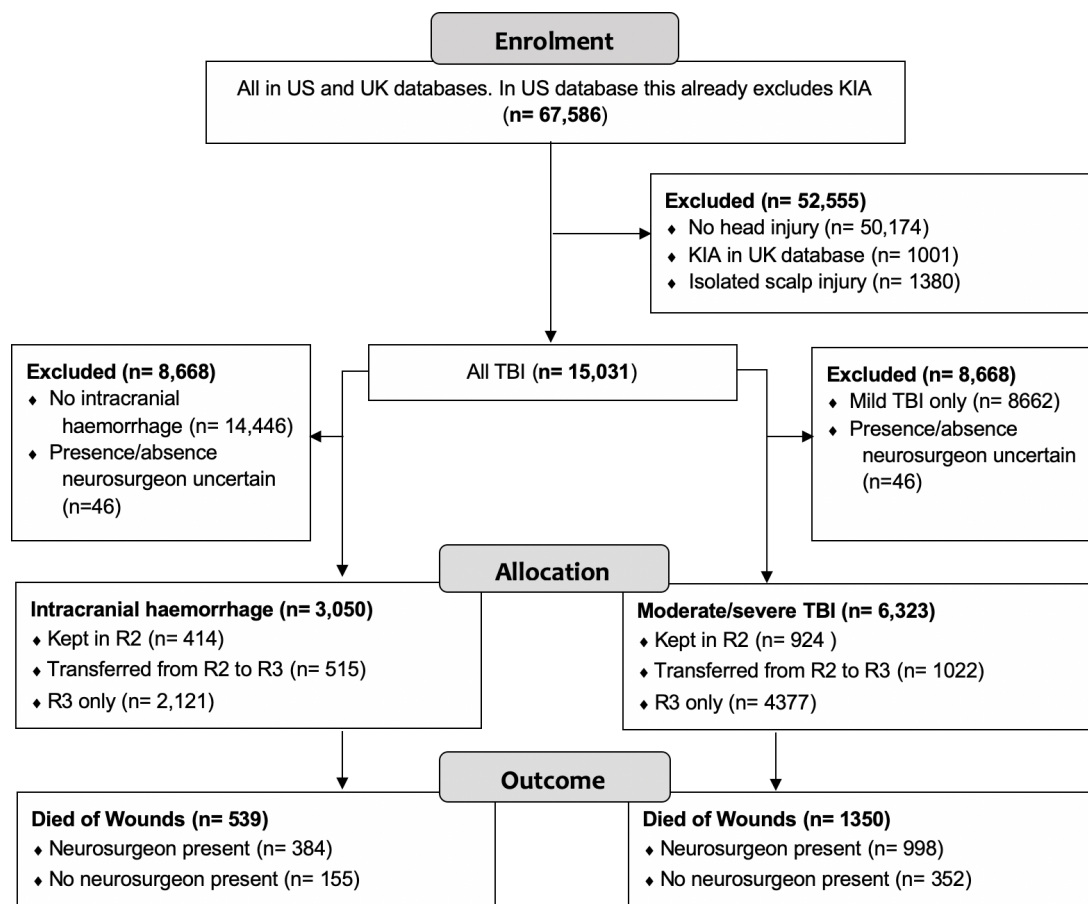 Enrolment
All in US and UK databases. In US database this already excludes KIA
(n= 67,586)
Excluded (n= 52,555)
♦ No head injury (n= 50,174)
♦ KIA in UK database (n= 1001)
♦ Isolated scalp injury (n= 1380)
All TBI (n= 15,031)
Excluded (n= 8,668)
♦ No intracranial
haemorrhage (n= 14,446)
♦ Presence/absence
neurosurgeon uncertain
(n=46)
Excluded (n= 8,668)
♦ Mild TBI only (n= 8662)
♦ Presence/absence
neurosurgeon uncertain
(n=46)
Allocation
Intracranial haemorrhage (n= 3,050)
♦ Kept in R2 (n= 414)
♦ Transferred from R2 to R3 (n= 515)
♦ R3 only (n= 2,121)
Moderate/severe TBI (n= 6,323)
♦ Kept in R2 (n= 924 )
♦ Transferred from R2 to R3 (n= 1022)
♦ R3 only (n= 4377)
Outcome
Died of Wounds (n= 539)
♦ Neurosurgeon present (n= 384)
♦ No neurosurgeon present (n= 155)
Died of Wounds (n= 1350)
♦ Neurosurgeon present (n= 998)
♦ No neurosurgeon present (n= 352)